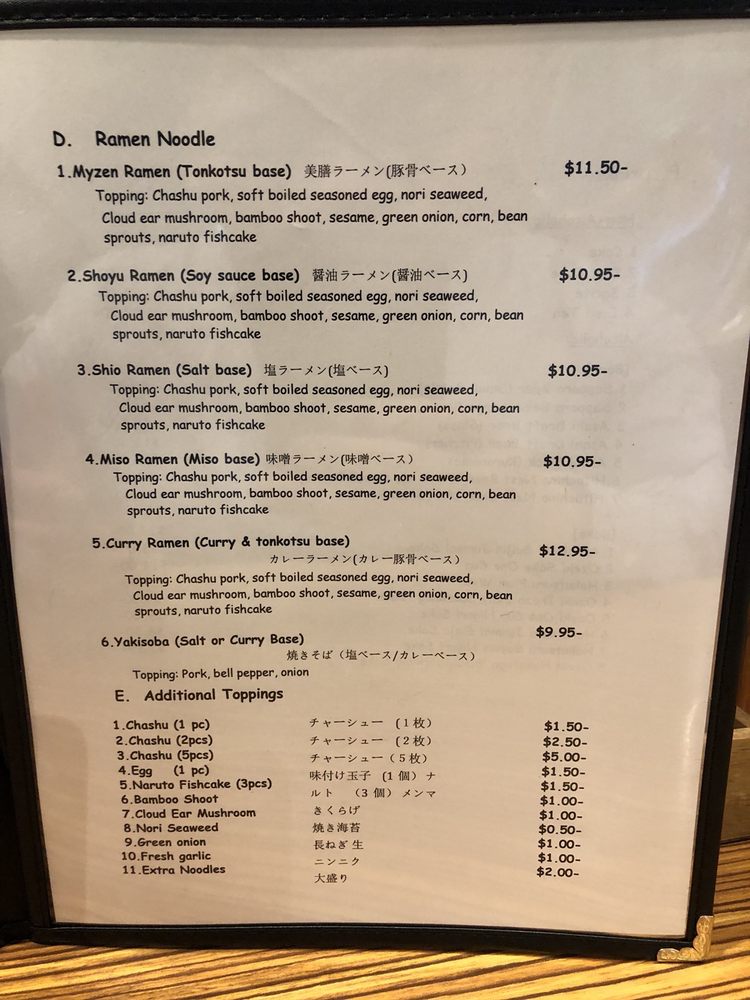 D. Ramen Noodle
1.Myzen Ramen (Tonkotsu base) 美膳ラーメン(豚骨ベース） $11.50-
Topping: Chashu pork, soft boiled seasoned egg, nori seaweed,
Cloud ear mushroom, bamboo shoot, sesame, green onion, corn, bean
sprouts, naruto fishcake
2.Shoyu Ramen (Soy sauce base) 醤油ラーメン(醤油ベース） $10.95-
Topping: Chashu pork, soft boiled seasoned egg, nori seaweed,
Cloud ear mushroom, bamboo shoot, sesame, green onion, corn, bean
sprouts, naruto fishcake
3.Shio Ramen (Salt base) 塩ラーメン(塩ベース） $10.95-
Topping: Chashu pork, soft boiled seasoned egg, nori seaweed,
Cloud ear mushroom, bamboo shoot, sesame, green onion, corn, bean
sprouts, naruto fishcake
4.Miso Ramen (Miso base) 味噌ラーメン(味噌ベース） $10.95-
Topping: Chashu pork, soft boiled seasoned egg, nori seaweed,
Cloud ear mushroom, bamboo shoot, sesame, green onion, corn, bean
sprouts, naruto fishcake
5.Curry Ramen (Curry & tonkotsu base)
カレーラーメン(カレー豚骨ベース） $12.95-
Topping: Chashu pork, soft boiled seasoned egg, nori seaweed,
Cloud ear mushroom, bamboo shoot, sesame, green onion, corn, bean
sprouts, naruto fishcake
6.Yakisoba (Salt or Curry Base) $9.95-
焼きそば（塩ベース/カレーベース）
Topping: Pork, bell pepper, onion
E. Additional Toppings
1.Chashu (1 pc) チャーシュー (1枚） $1.50-
2.Chashu (2pcs) チャーシュー （2枚） $2.50-
3.Chashu (5pcs) チャーシュー（5枚） $5.00-
4.Egg (1 pc) 味付け玉子 (1個）ナ $1.50-
5.Naruto Fishcake (3pcs) ルト （3個）メンマ $1.50-
6.Bamboo Shoot きくらげ $1.00-
7.Cloud Ear Mushroom 焼き海苔 $1.00-
8.Nori Seaweed 長ねぎ 生 $0.50-
9.Green onion ニンニク $1.00-
10.Fresh garlic 大盛り $1.00-
11.Extra Noodles $2.00-